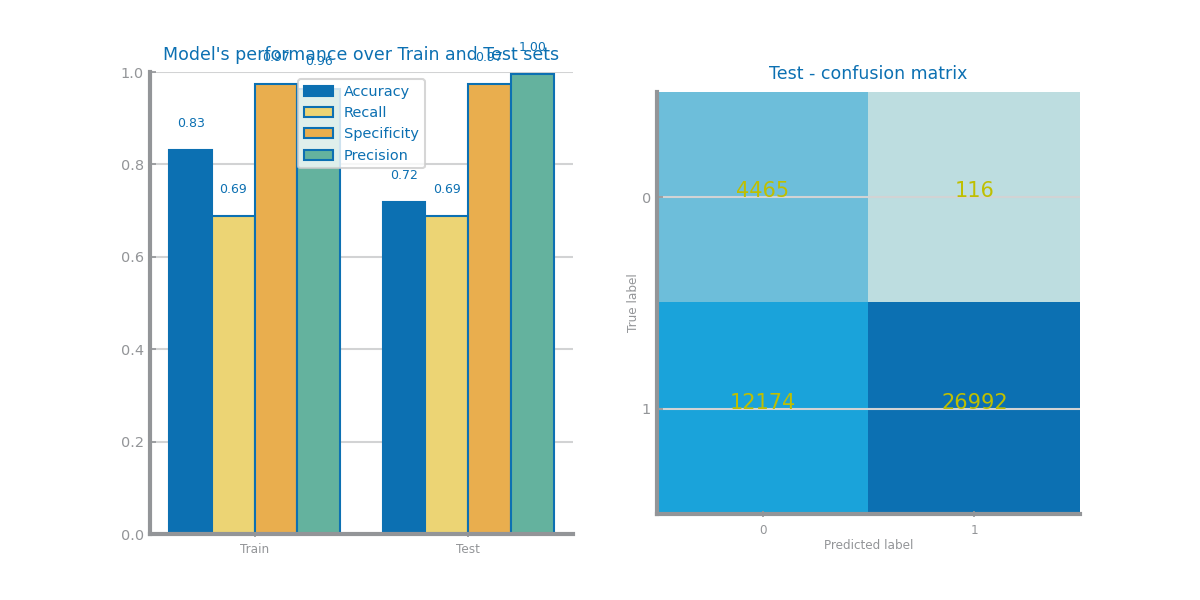 Model's performance over Train and Test sets
1.00
0.97
0.96
0.97
1.0
Accuracy
Recall
Specificity
Precision
0.83
0.69
0.72
0.69
0.8
0.6
0.4
0.2
0.0
Train
Test
Test - confusion matrix
4465
116
0
True label
12174
26992
1
0
1
Predicted label